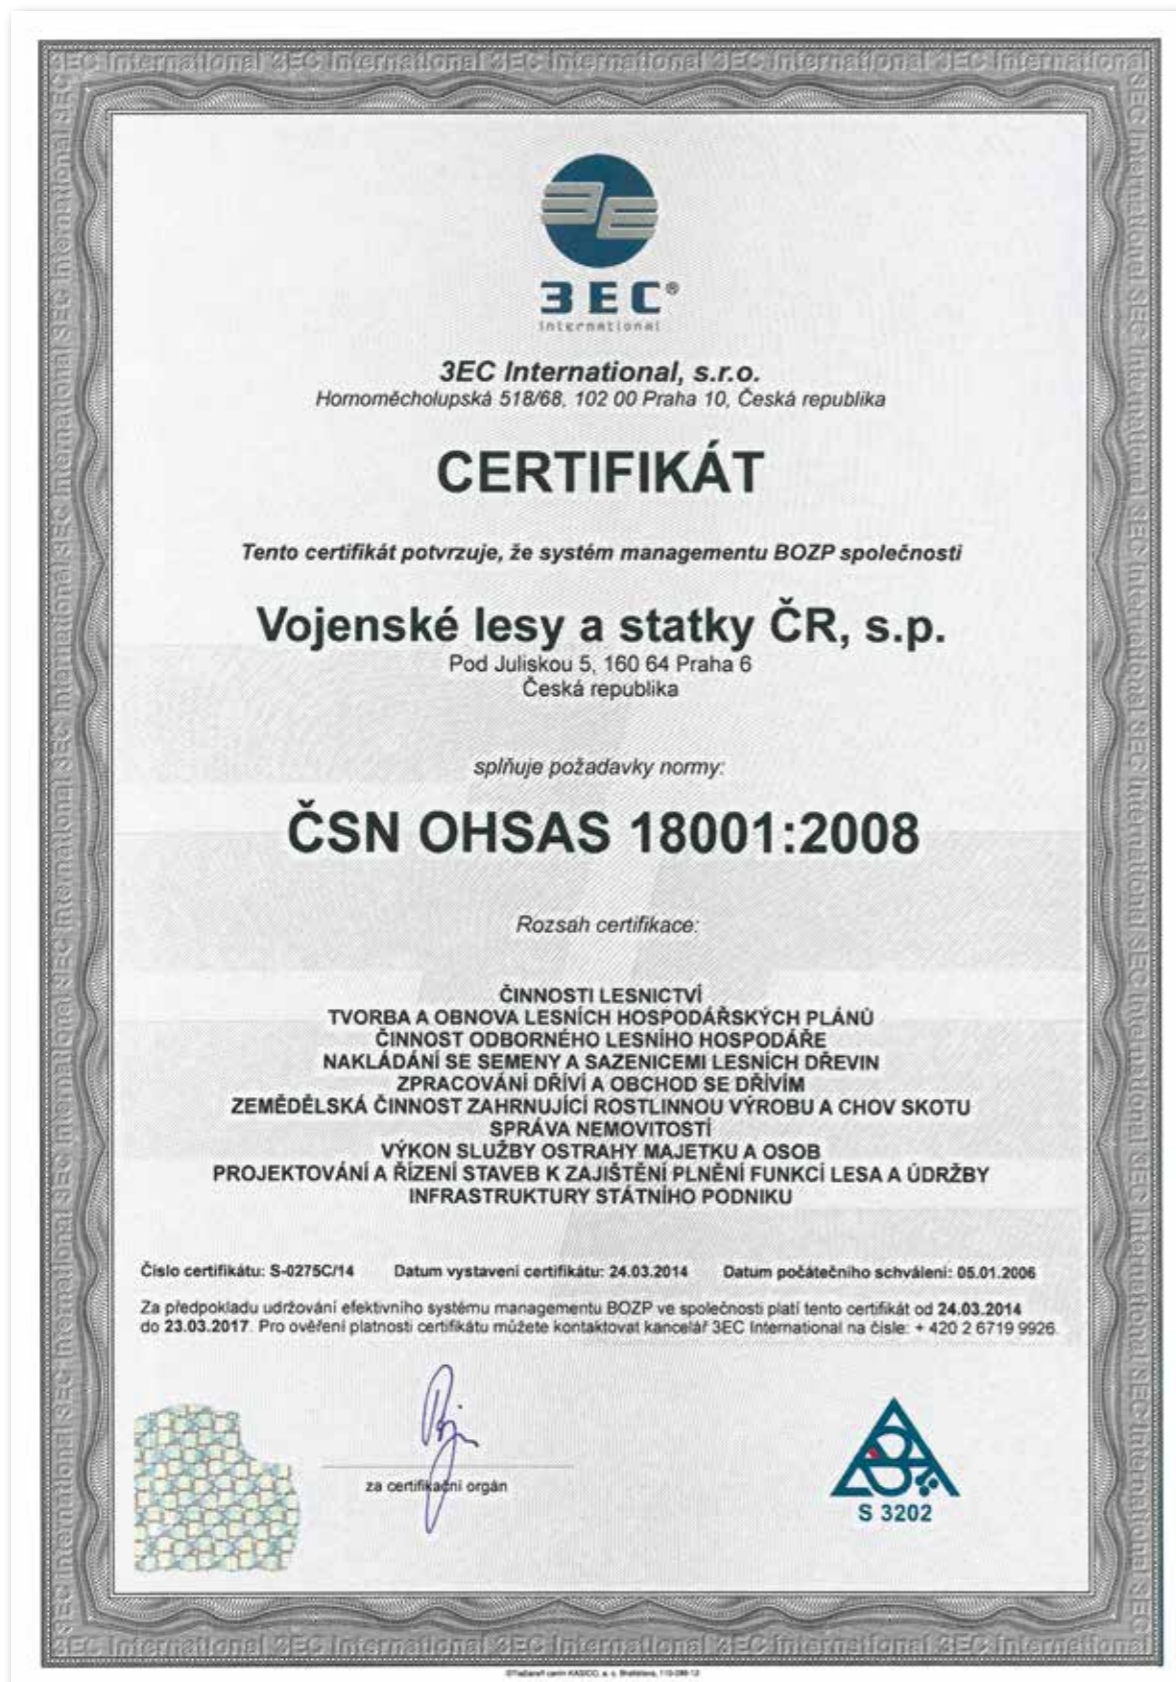 3EC®
International
3EC International, s.r.o.
Hornoměcholupská 518/68, 102 00 Praha 10, Česká republika
CERTIFIKÁT
Tento certifikát potvrzuje, že systém managementu BOZP společnosti
Vojenské lesy a statky ČR, s.p.
Pod Juliskou 5, 160 64 Praha 6
Česká republika
splňuje požadavky normy:
ČSN OHSAS 18001:2008
Rozsah certifikace:
ČINNOSTI LESNICTVÍ
TVORBA A OBNOVA LESNÍCH HOSPODÁŘSKÝCH PLÁNŮ
ČINNOST ODBORNÉHO LESNÍHO HOSPODÁŘE
NAKLÁDÁNÍ SE SEMENY A SAZENICEMI LESNÍCH DŘEVIN
ZPRACOVÁNÍ DŘÍVÍ A OBCHOD SE DŘÍVÍM
ZEMĚDĚLSKÁ ČINNOST ZAHRNUJÍCÍ ROSTLINNOU VÝROBU A CHOV SKOTU
SPRÁVA NEMOVITOSTÍ
VÝKON SLUŽBY OSTRAHY MAJETKU A OSOB
PROJEKTOVÁNÍ A ŘÍZENÍ STAVEB K ZAJIŠTĚNÍ PLNĚNÍ FUNKCÍ LESA A ÚDRŽBY
INFRASTRUKTURY STÁTNÍHO PODNIKU
Číslo certifikátu: S-0275C/14 Datum vystavení certifikátu: 24.03.2014 Datum počátečního schválení: 05.01.2006
Za předpokladu udržování efektivního systému managementu BOZP ve společnosti platí tento certifikát od 24.03.2014
do 23.03.2017. Pro ověření platnosti certifikátu můžete kontaktovat kancelář 3EC International na čísle: + 420 2 6719 9926.
za certifikační orgán
S 3202